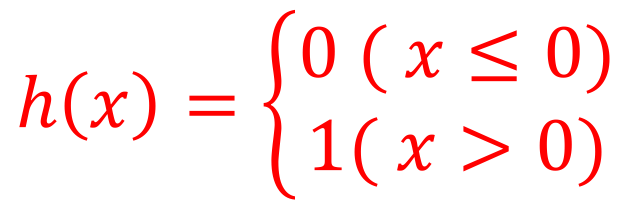 h(x) = { 0 ( x ≤ 0)
1( x > 0)